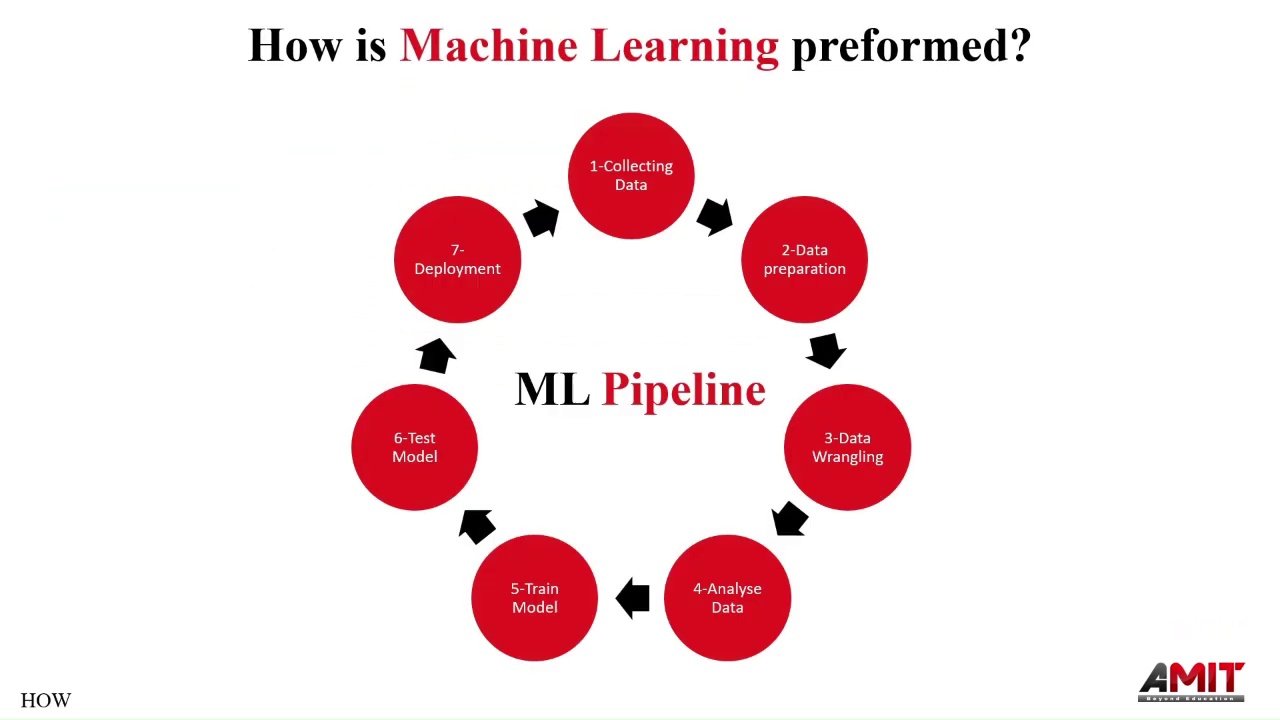 How is Machine Learning preformed?
1-Collecting
Data
2-Data
preparation
3-Data
Wrangling
4-Analyse
Data
5-Train
Model
6-Test
Model
7-
Deployment
ML Pipeline
HOW
AMIT
Beyond Education